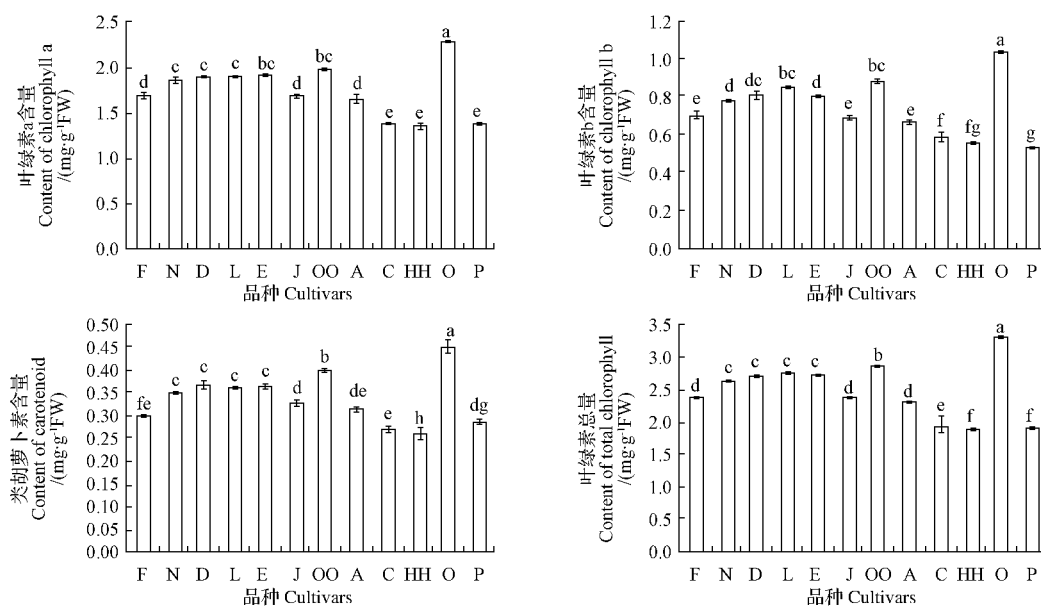 叶绿素a含量
Content of chlorophyll a
/(mg·g⁻¹FW)
2.5
2.0
1.5
1.0
0.5
0.0
d c c c bc d bc d e e a e
F N D L E J OO A C HH O P
品种 Cultivars
叶绿素b含量
Content of chlorophyll b
/(mg·g⁻¹FW)
1.2
1.0
0.8
0.6
0.4
0.2
0.0
e d dc bc d e bc e f fg a g
F N D L E J OO A C HH O P
品种 Cultivars
类胡萝卜素含量
Content of carotenoid
/(mg·g⁻¹FW)
0.50
0.45
0.40
0.35
0.30
0.25
0.20
0.15
0.10
0.05
0.00
fe c c c c d b de e h a dg
F N D L E J OO A C HH O P
品种 Cultivars
叶绿素总量
Content of total chlorophyll
/(mg·g⁻¹FW)
3.5
3.0
2.5
2.0
1.5
1.0
0.5
0.0
d c c c c d b d e f a f
F N D L E J OO A C HH O P
品种 Cultivars